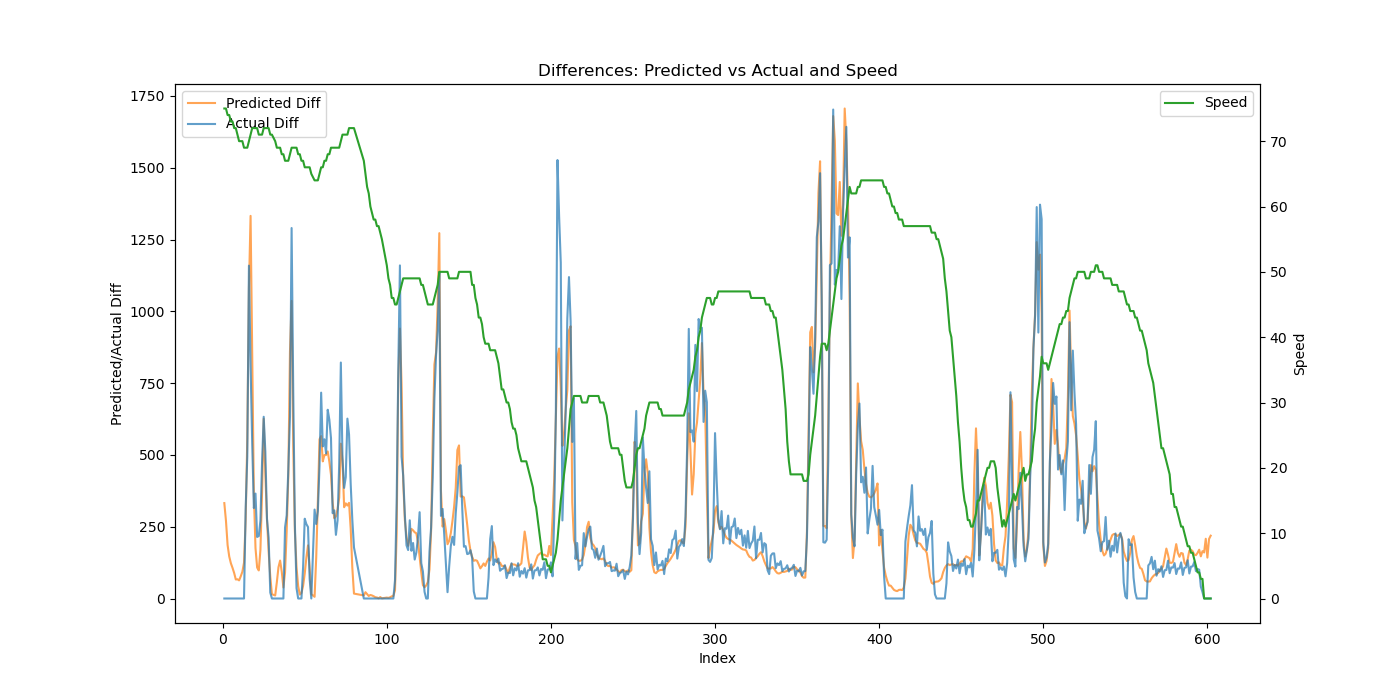 Differences: Predicted vs Actual and Speed
Predicted Diff
Actual Diff
Speed
1750
1500
1250
1000
750
500
250
0
Predicted/Actual Diff
70
60
50
40
30
20
10
0
Speed
0 100 200 300 400 500 600
Index